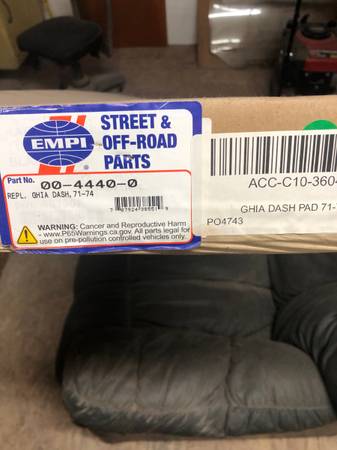 EMPI
STREET &
OFF-ROAD
PARTS
Part No. 00-4440-0
REPL. GHIA DASH,71-74
WARNING: Cancer and Reproductive Harm
- www.P65Warnings.ca.gov. All parts legal for
use on pre-pollution controlled vehicles only.
ACC-C10-360
GHIA DASH PAD 71-
PO4743